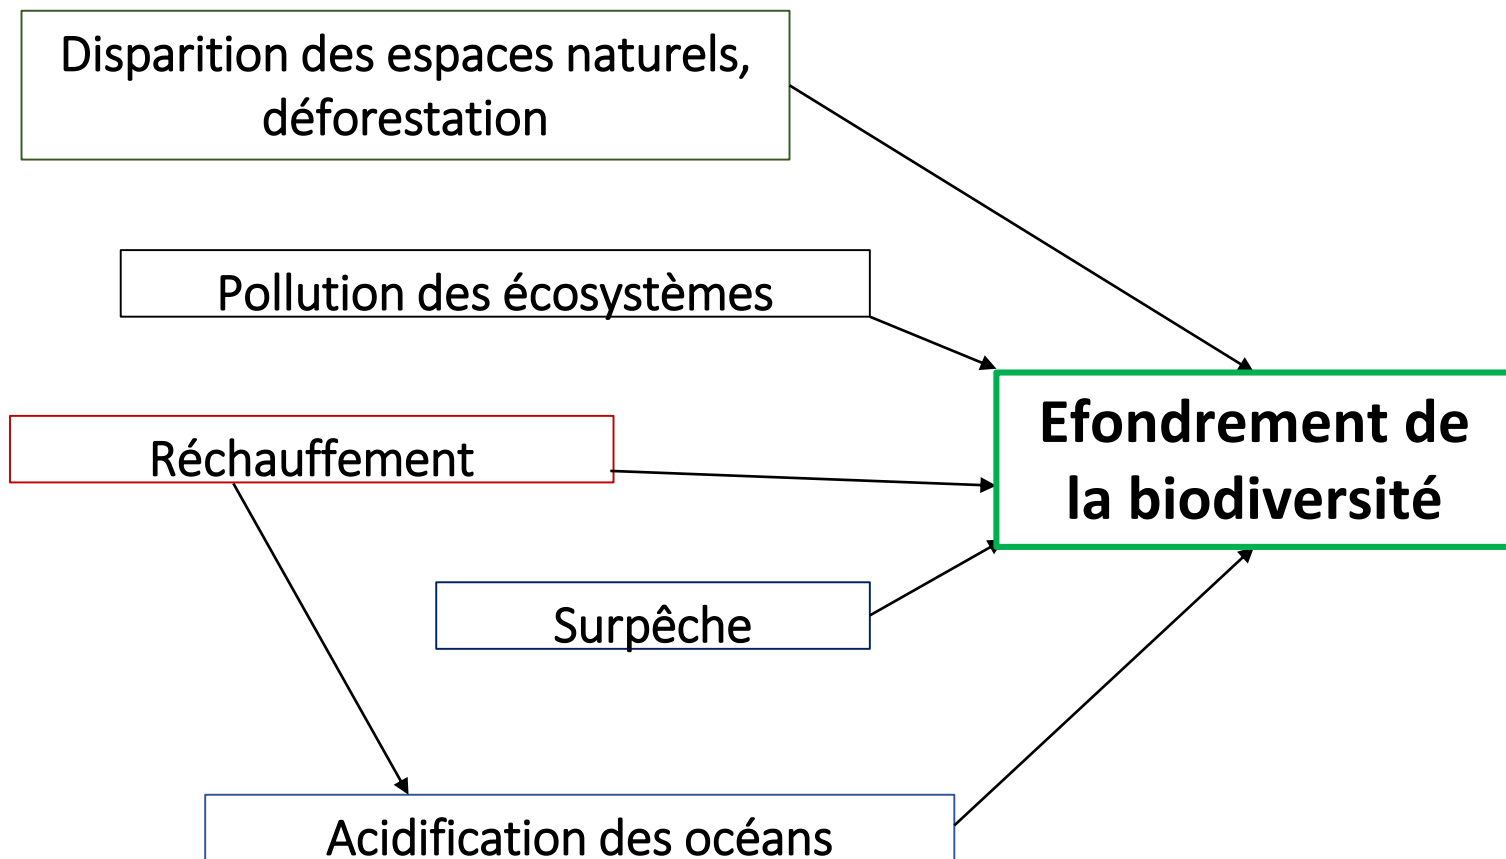 Disparition des espaces naturels,
déforestation
Pollution des écosystèmes
Réchauffement
Efondrement de
la biodiversité
Surpêche
Acidification des océans